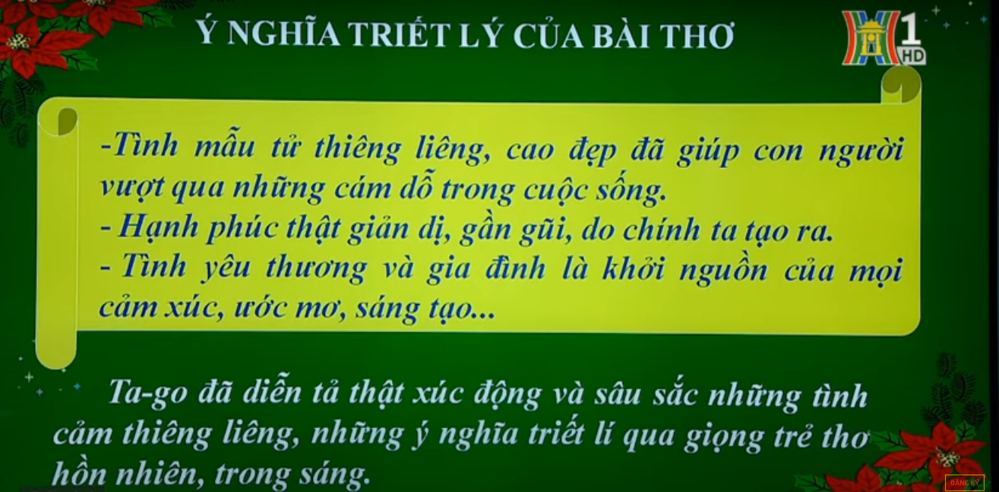 Ý NGHĨA TRIẾT LÝ CỦA BÀI THƠ
1
HD
-Tình mẫu tử thiêng liêng, cao đẹp đã giúp con người
vượt qua những cám dỗ trong cuộc sống.
- Hạnh phúc thật giản dị, gần gũi, do chính ta tạo ra.
- Tình yêu thương và gia đình là khởi nguồn của mọi
cảm xúc, ước mơ, sáng tạo...
Ta-go đã diễn tả thật xúc động và sâu sắc những tình
cảm thiêng liêng, những ý nghĩa triết lí qua giọng trẻ thơ
hồn nhiên, trong sáng.
ĐĂNG KÝ